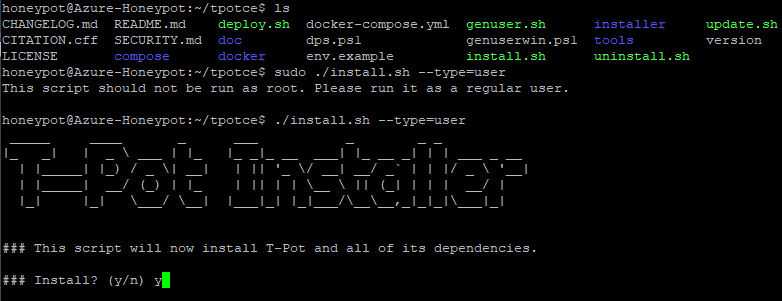 honeypot@Azure-Honeypot:~/tpotce$ ls
CHANGELOG.md README.md deploy.sh docker-compose.yml genuser.sh installer update.sh
CITATION.cff SECURITY.md doc dps.ps1 genuserwin.ps1 tools version
LICENSE compose docker env.example install.sh uninstall.sh
honeypot@Azure-Honeypot:~/tpotce$ sudo ./install.sh --type=user
This script should not be run as root. Please run it as a regular user.
honeypot@Azure-Honeypot:~/tpotce$ ./install.sh --type=user
T-Pot Installer
### This script will now install T-Pot and all of its dependencies.
### Install? (y/n) y